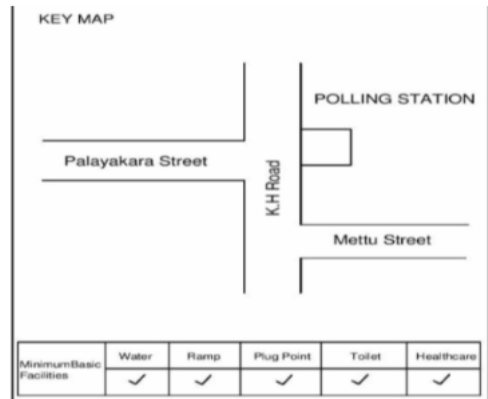 KEY MAP
POLLING STATION
Palayakara Street
K.H Road
Mettu Street
MinimumBasic
Facilities
Water Ramp Plug Point Toilet Healthcare
✓ ✓ ✓ ✓ ✓